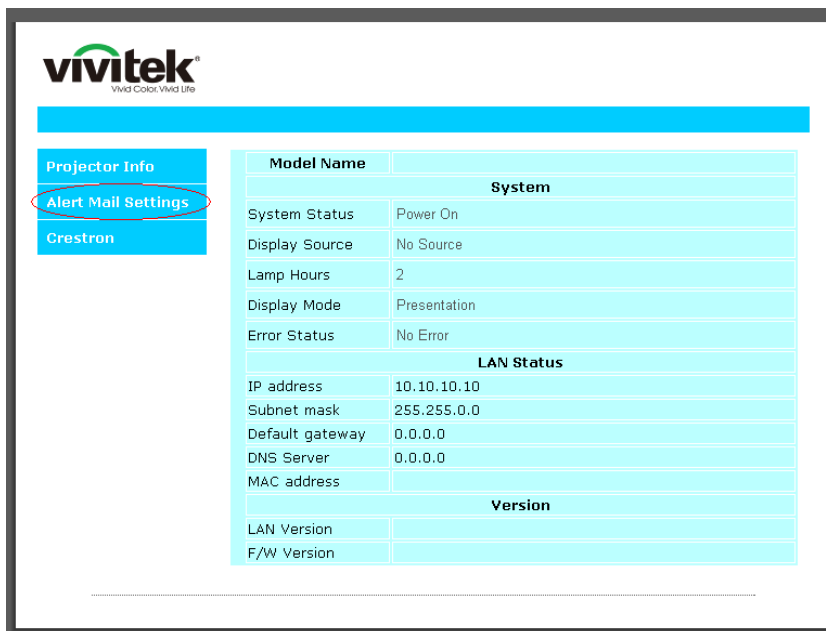 vivitek®
Vivid Color, Vivid Life
Projector Info
Alert Mail Settings
Crestron
Model Name
System
System Status Power On
Display Source No Source
Lamp Hours 2
Display Mode Presentation
Error Status No Error
LAN Status
IP address 10.10.10.10
Subnet mask 255.255.0.0
Default gateway 0.0.0.0
DNS Server 0.0.0.0
MAC address
Version
LAN Version
F/W Version